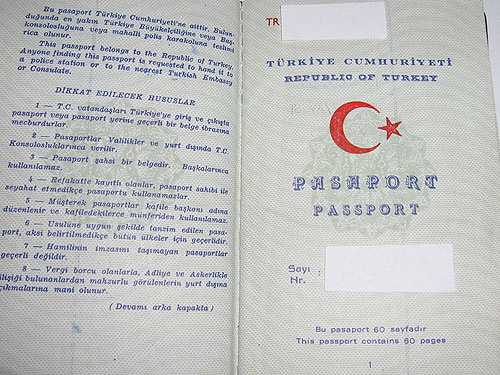 Bu pasaport Türkiye Cumhuriyeti'ne aittir. Bulun-
duğunda en yakın Türkiye Büyükelçiliğine veya Baş-
konsolosluğuna veya mahalli polis karakoluna teslimi
rica olunur.
This passport belongs to the Republic of Turkey.
Anyone finding this passport is requested to hand it to
a police station or to the nearest Turkish Embassy
or Consulate.
DİKKAT EDİLECEK HUSUSLAR
1 — T.C. vatandaşları Türkiye'ye giriş ve çıkışta
pasaport veya pasaport yerine geçerli bir belge ibrazına
mecburdurlar.
2 — Pasaportlar Valilikler ve yurt dışında T.C.
Konsolosluklarınca verilir.
3 — Pasaport şahsi bir belgedir. Başkalarınca
kullanılamaz.
4 — Refakatte kayıtlı olanlar, pasaport sahibi ile
seyahat etmedikçe pasaportu kullanamazlar.
5 — Müşterek pasaportlar kafile başkanı adına
düzenlenir ve kafiledekilerce münferiden kullanılamaz.
6 — Usulüne uygun şekilde tanzim edilen pasa-
port, aksi belirtilmedikçe bütün ülkeler için geçerlidir.
7 — Hamilinin imzasını taşımayan pasaportlar
geçerli değildir.
8 — Vergi borcu olanlarla, Adliye ve Askerlikle
ilişiği bulunanlardan mahzurlu görülenlerin yurt dışına
çıkmalarına mani olunur.
(Devamı arka kapakta)
TR
TÜRKİYE CUMHURİYETİ
REPUBLIC OF TURKEY
PASAPORT
PASSPORT
Sayı :
Nr.
Bu pasaport 60 sayfadır
This passport contains 60 pages
1